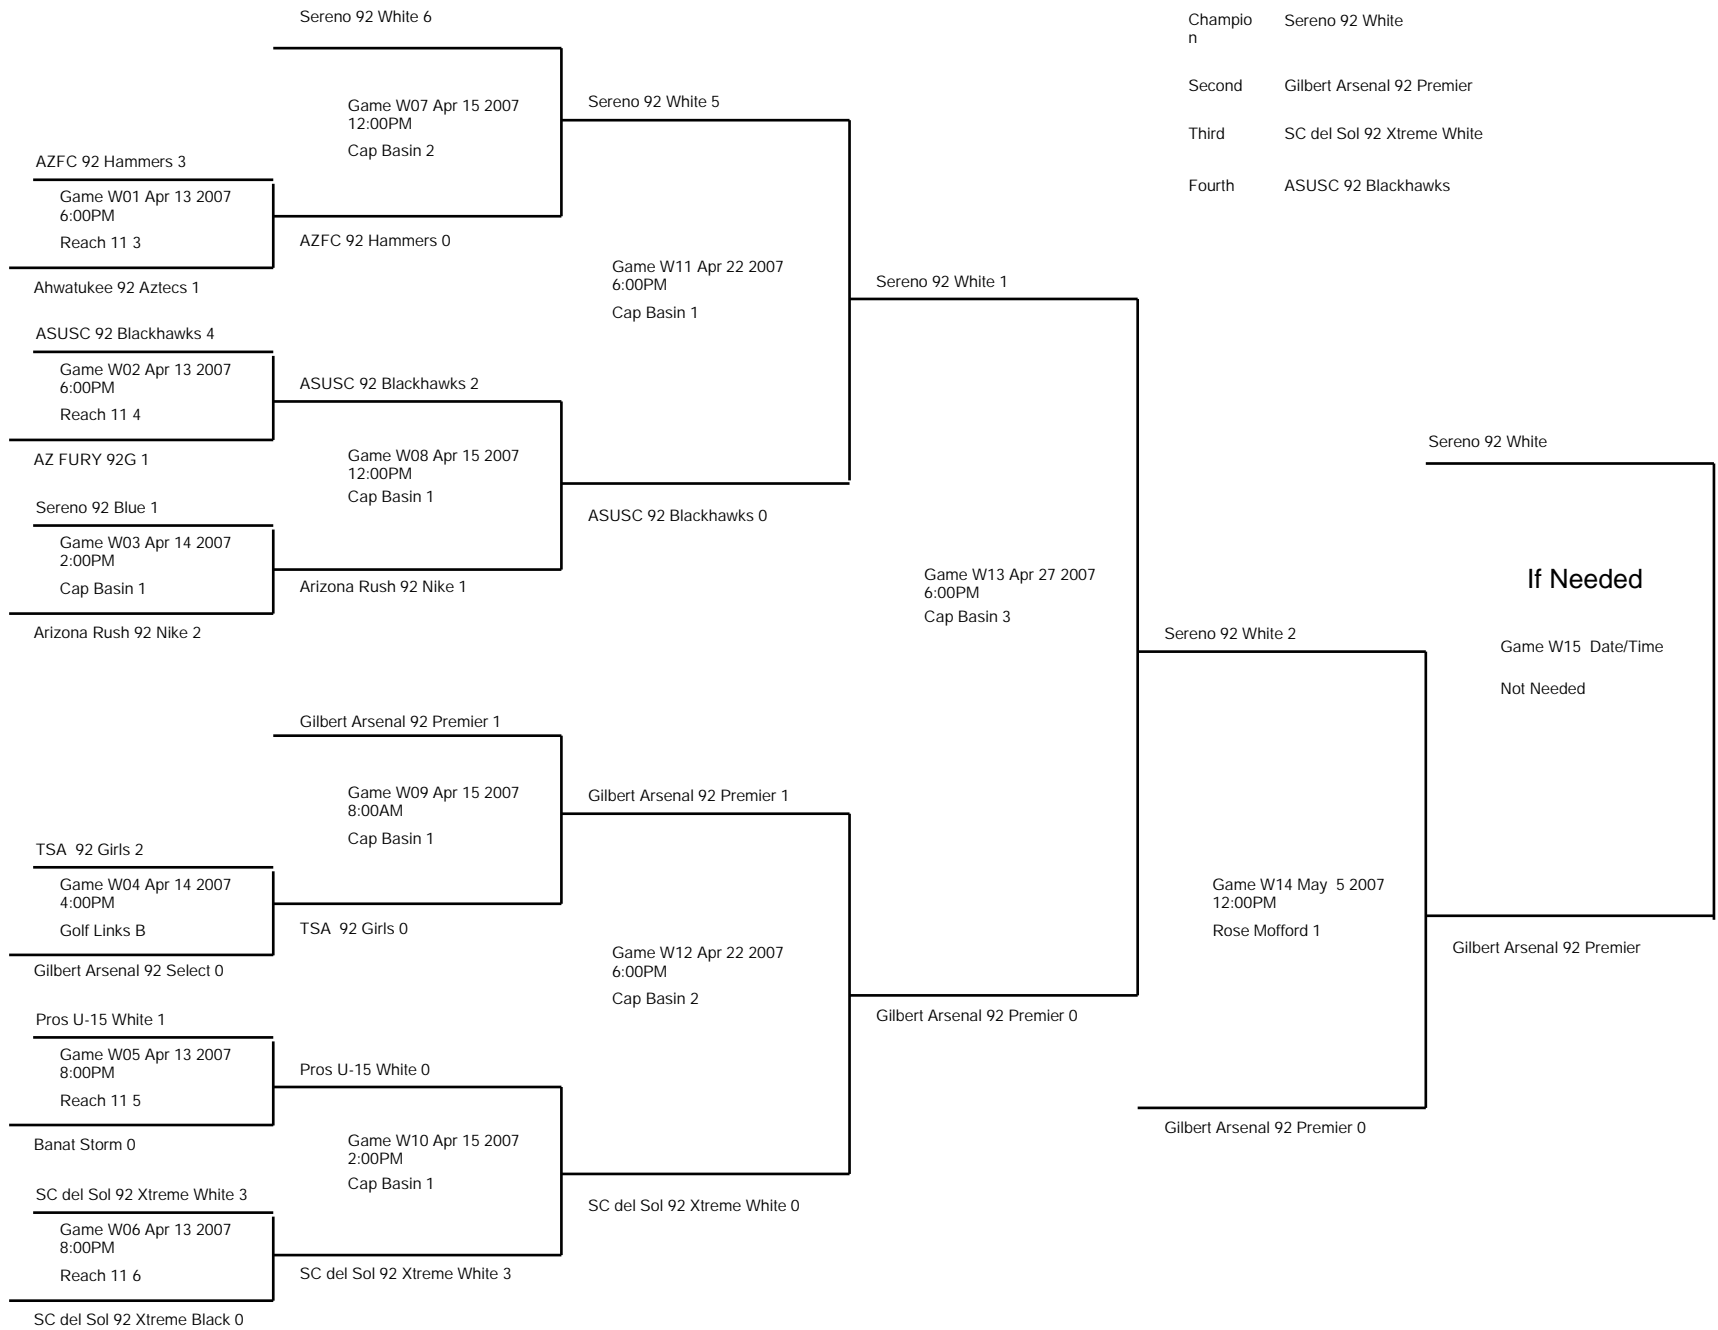 Sereno 92 White 6
Champio
n
Sereno 92 White
Second
Gilbert Arsenal 92 Premier
Third
SC del Sol 92 Xtreme White
Fourth
ASUSC 92 Blackhawks
Game W07 Apr 15 2007
12:00PM
Cap Basin 2
Sereno 92 White 5
AZFC 92 Hammers 3
Game W01 Apr 13 2007
6:00PM
Reach 11 3
Ahwatukee 92 Aztecs 1
AZFC 92 Hammers 0
Game W11 Apr 22 2007
6:00PM
Cap Basin 1
Sereno 92 White 1
ASUSC 92 Blackhawks 4
Game W02 Apr 13 2007
6:00PM
Reach 11 4
AZ FURY 92G 1
ASUSC 92 Blackhawks 2
Game W08 Apr 15 2007
12:00PM
Cap Basin 1
Sereno 92 Blue 1
Game W03 Apr 14 2007
2:00PM
Cap Basin 1
Arizona Rush 92 Nike 2
Arizona Rush 92 Nike 1
ASUSC 92 Blackhawks 0
Game W13 Apr 27 2007
6:00PM
Cap Basin 3
Sereno 92 White
If Needed
Game W15  Date/Time
Not Needed
Sereno 92 White 2
Gilbert Arsenal 92 Premier 1
Game W09 Apr 15 2007
8:00AM
Cap Basin 1
Gilbert Arsenal 92 Premier 1
TSA  92 Girls 2
Game W04 Apr 14 2007
4:00PM
Golf Links B
Gilbert Arsenal 92 Select 0
TSA  92 Girls 0
Game W12 Apr 22 2007
6:00PM
Cap Basin 2
Game W14 May  5 2007
12:00PM
Rose Mofford 1
Gilbert Arsenal 92 Premier
Gilbert Arsenal 92 Premier 0
Pros U-15 White 1
Game W05 Apr 13 2007
8:00PM
Reach 11 5
Banat Storm 0
Pros U-15 White 0
Game W10 Apr 15 2007
2:00PM
Cap Basin 1
Gilbert Arsenal 92 Premier 0
SC del Sol 92 Xtreme White 3
Game W06 Apr 13 2007
8:00PM
Reach 11 6
SC del Sol 92 Xtreme Black 0
SC del Sol 92 Xtreme White 3
SC del Sol 92 Xtreme White 0